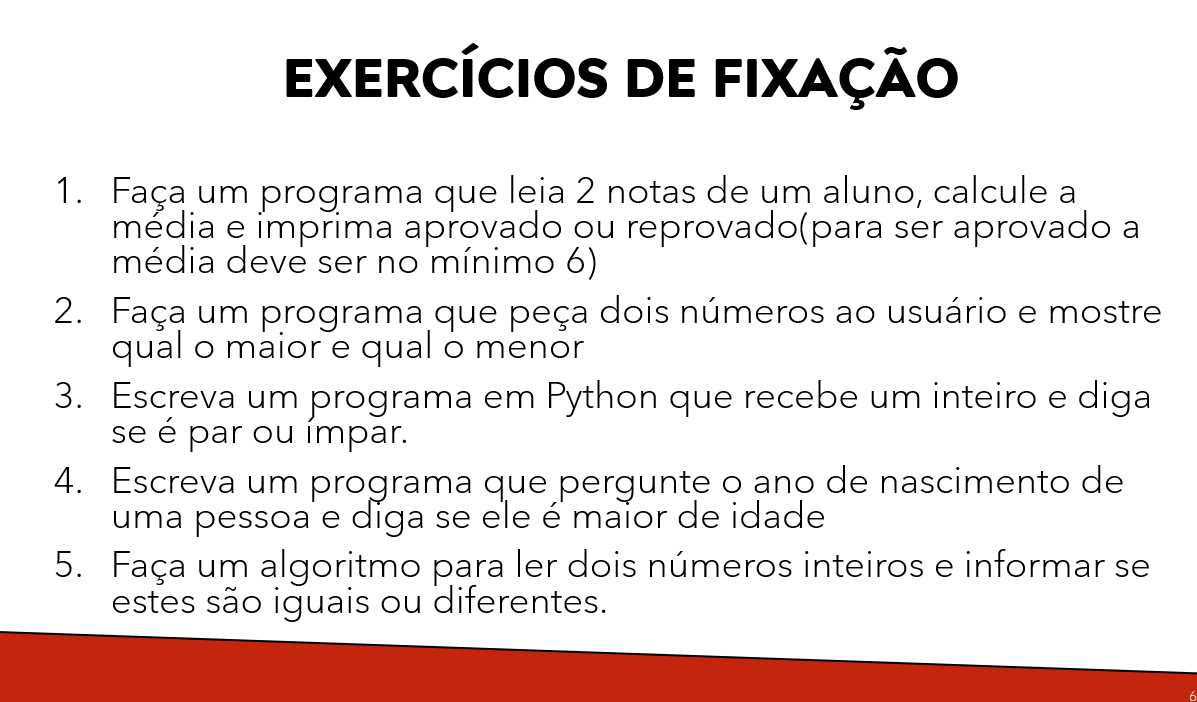 EXERCÍCIOS DE FIXAÇÃO
1. Faça um programa que leia 2 notas de um aluno, calcule a
média e imprima aprovado ou reprovado(para ser aprovado a
média deve ser no mínimo 6)
2. Faça um programa que peça dois números ao usuário e mostre
qual o maior e qual o menor
3. Escreva um programa em Python que recebe um inteiro e diga
se é par ou ímpar.
4. Escreva um programa que pergunte o ano de nascimento de
uma pessoa e diga se ele é maior de idade
5. Faça um algoritmo para ler dois números inteiros e informar se
estes são iguais ou diferentes.
6